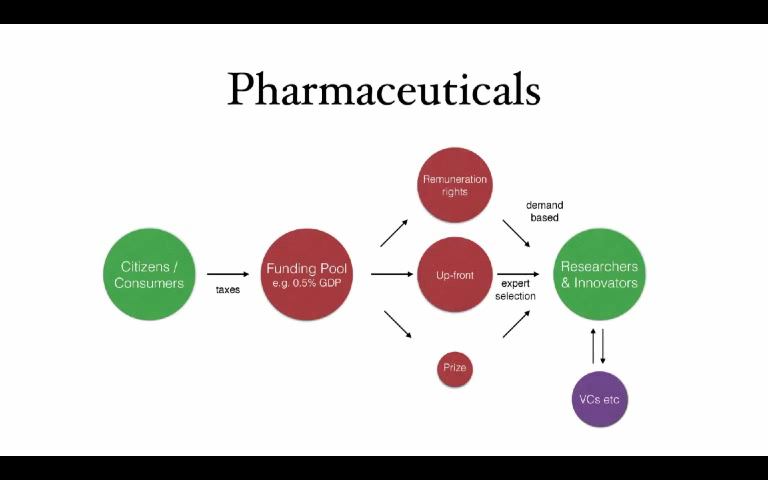 Pharmaceuticals
Remuneration
rights
demand
based
Citizens /
Consumers
taxes
Funding Pool
e.g. 0.5% GDP
Up-front
expert
selection
Researchers
& Innovators
Prize
VCs etc